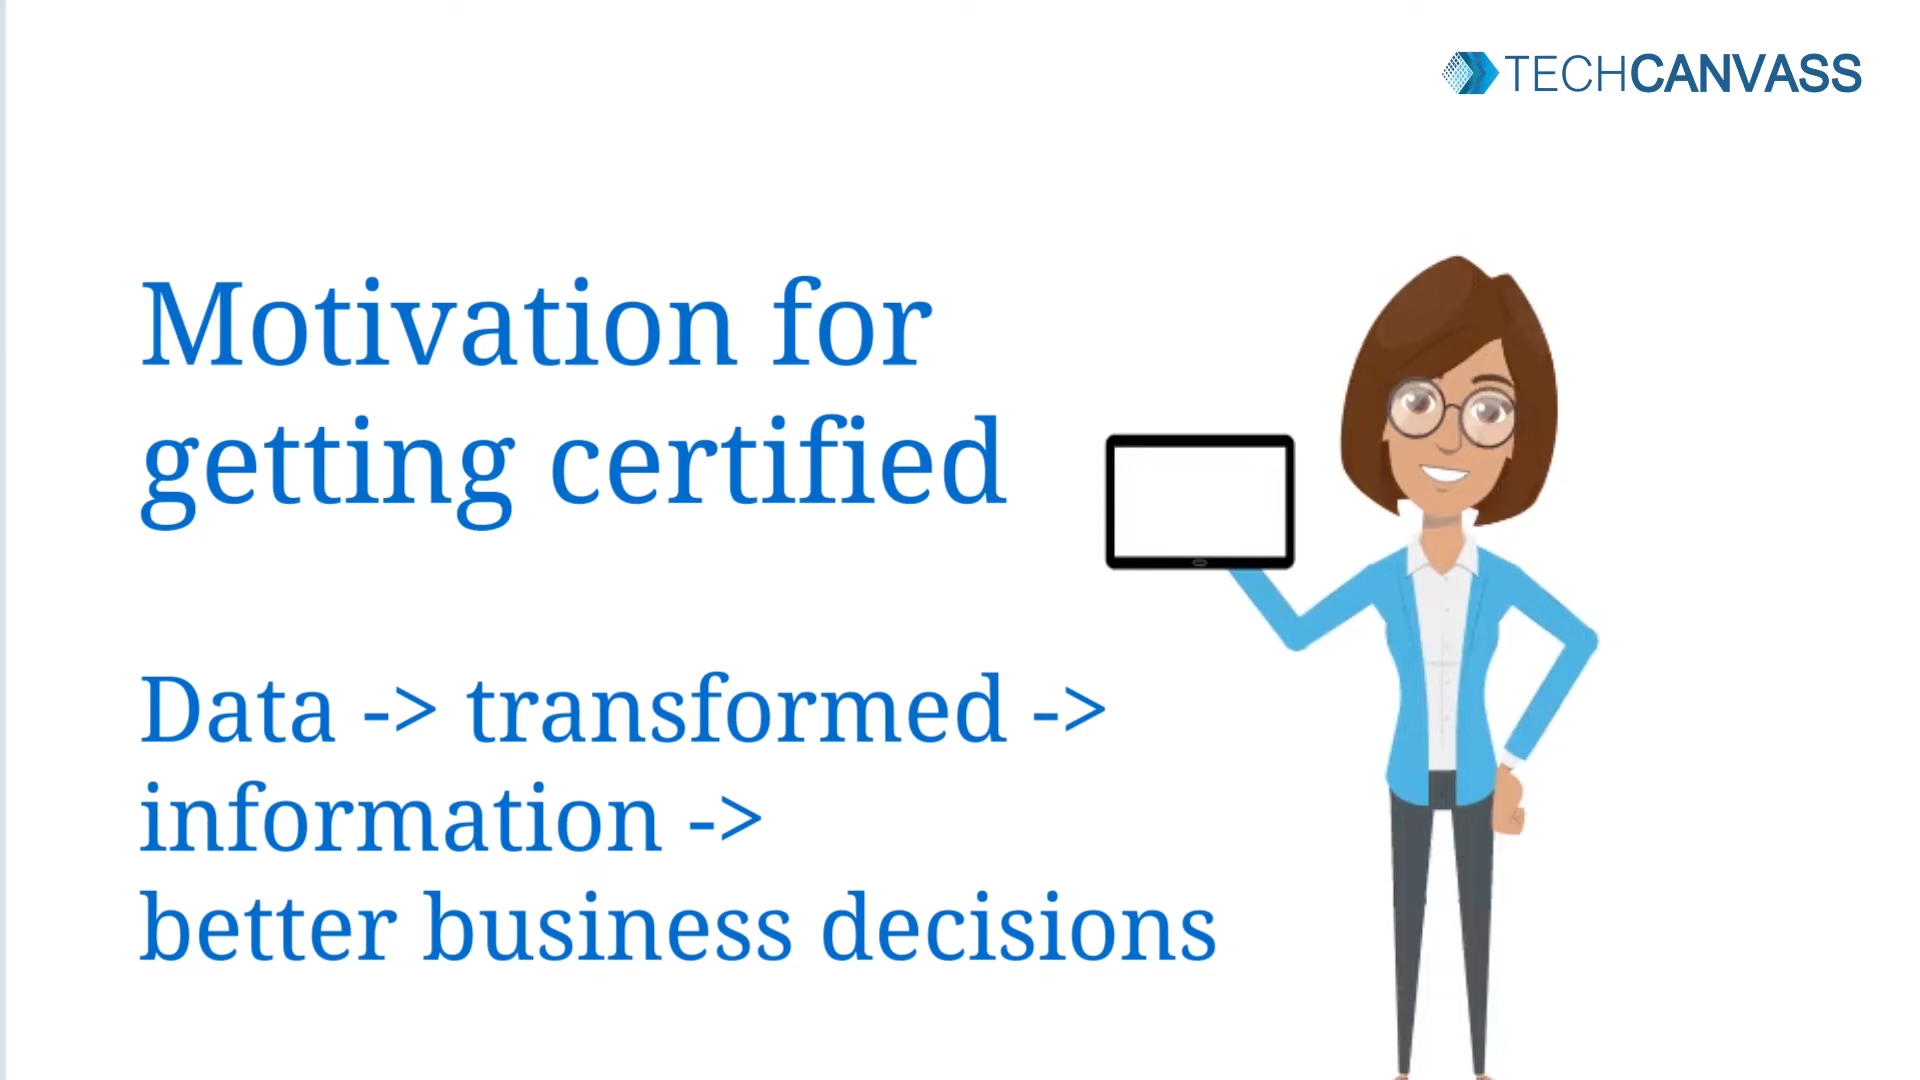 TECHCANVASS
Motivation for
getting certified
Data -> transformed ->
information ->
better business decisions